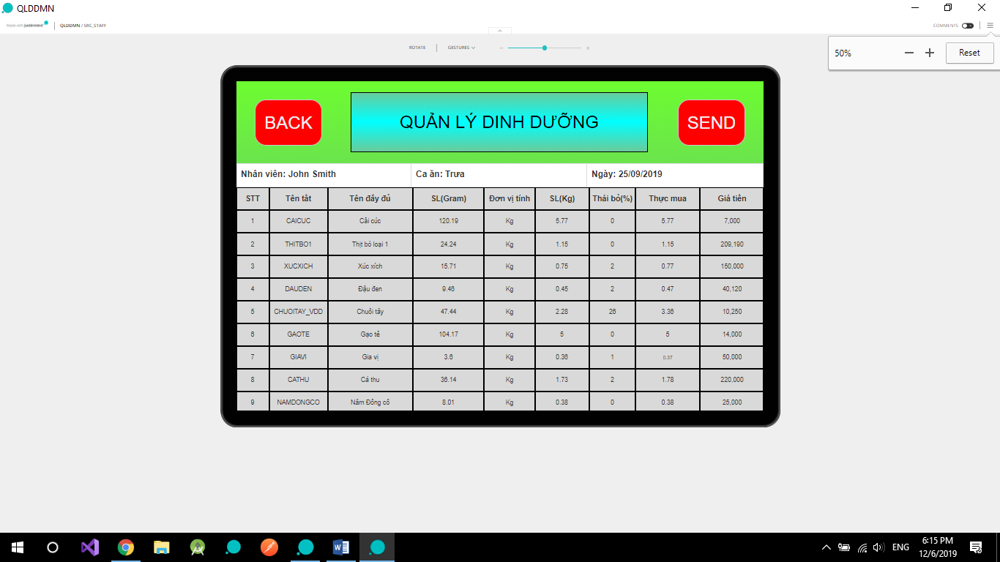 QLDDMN
Made with justinmind QLDDMN / SRC_STAFF COMMENTS
ROTATE GESTURES
50% Reset
BACK QUẢN LÝ DINH DƯỠNG SEND
Nhân viên: John Smith Ca ăn: Trưa Ngày: 25/09/2019
STT Tên tắt Tên đầy đủ SL(Gram) Đơn vị tính SL(Kg) Thái bỏ(%) Thực mua Giá tiền
1 CAICUC Cải cúc 120.19 Kg 5.77 0 5.77 7,000
2 THITBO1 Thịt bò loại 1 24.24 Kg 1.15 0 1.15 209,190
3 XUCXICH Xúc xích 15.71 Kg 0.75 2 0.77 150,000
4 DAUDEN Đậu đen 9.46 Kg 0.45 2 0.47 40,120
5 CHUOITAY_VDD Chuối tây 47.44 Kg 2.28 26 3.36 10,250
6 GAOTE Gạo tẻ 104.17 Kg 5 0 5 14,000
7 GIAVI Gia vị 3.6 Kg 0.36 1 0.37 50,000
8 CATHU Cá thu 36.14 Kg 1.73 2 1.78 220,000
9 NAMDONGCO Nấm Đông cô 8.01 Kg 0.38 0 0.38 25,000
ENG 6:15 PM
12/6/2019